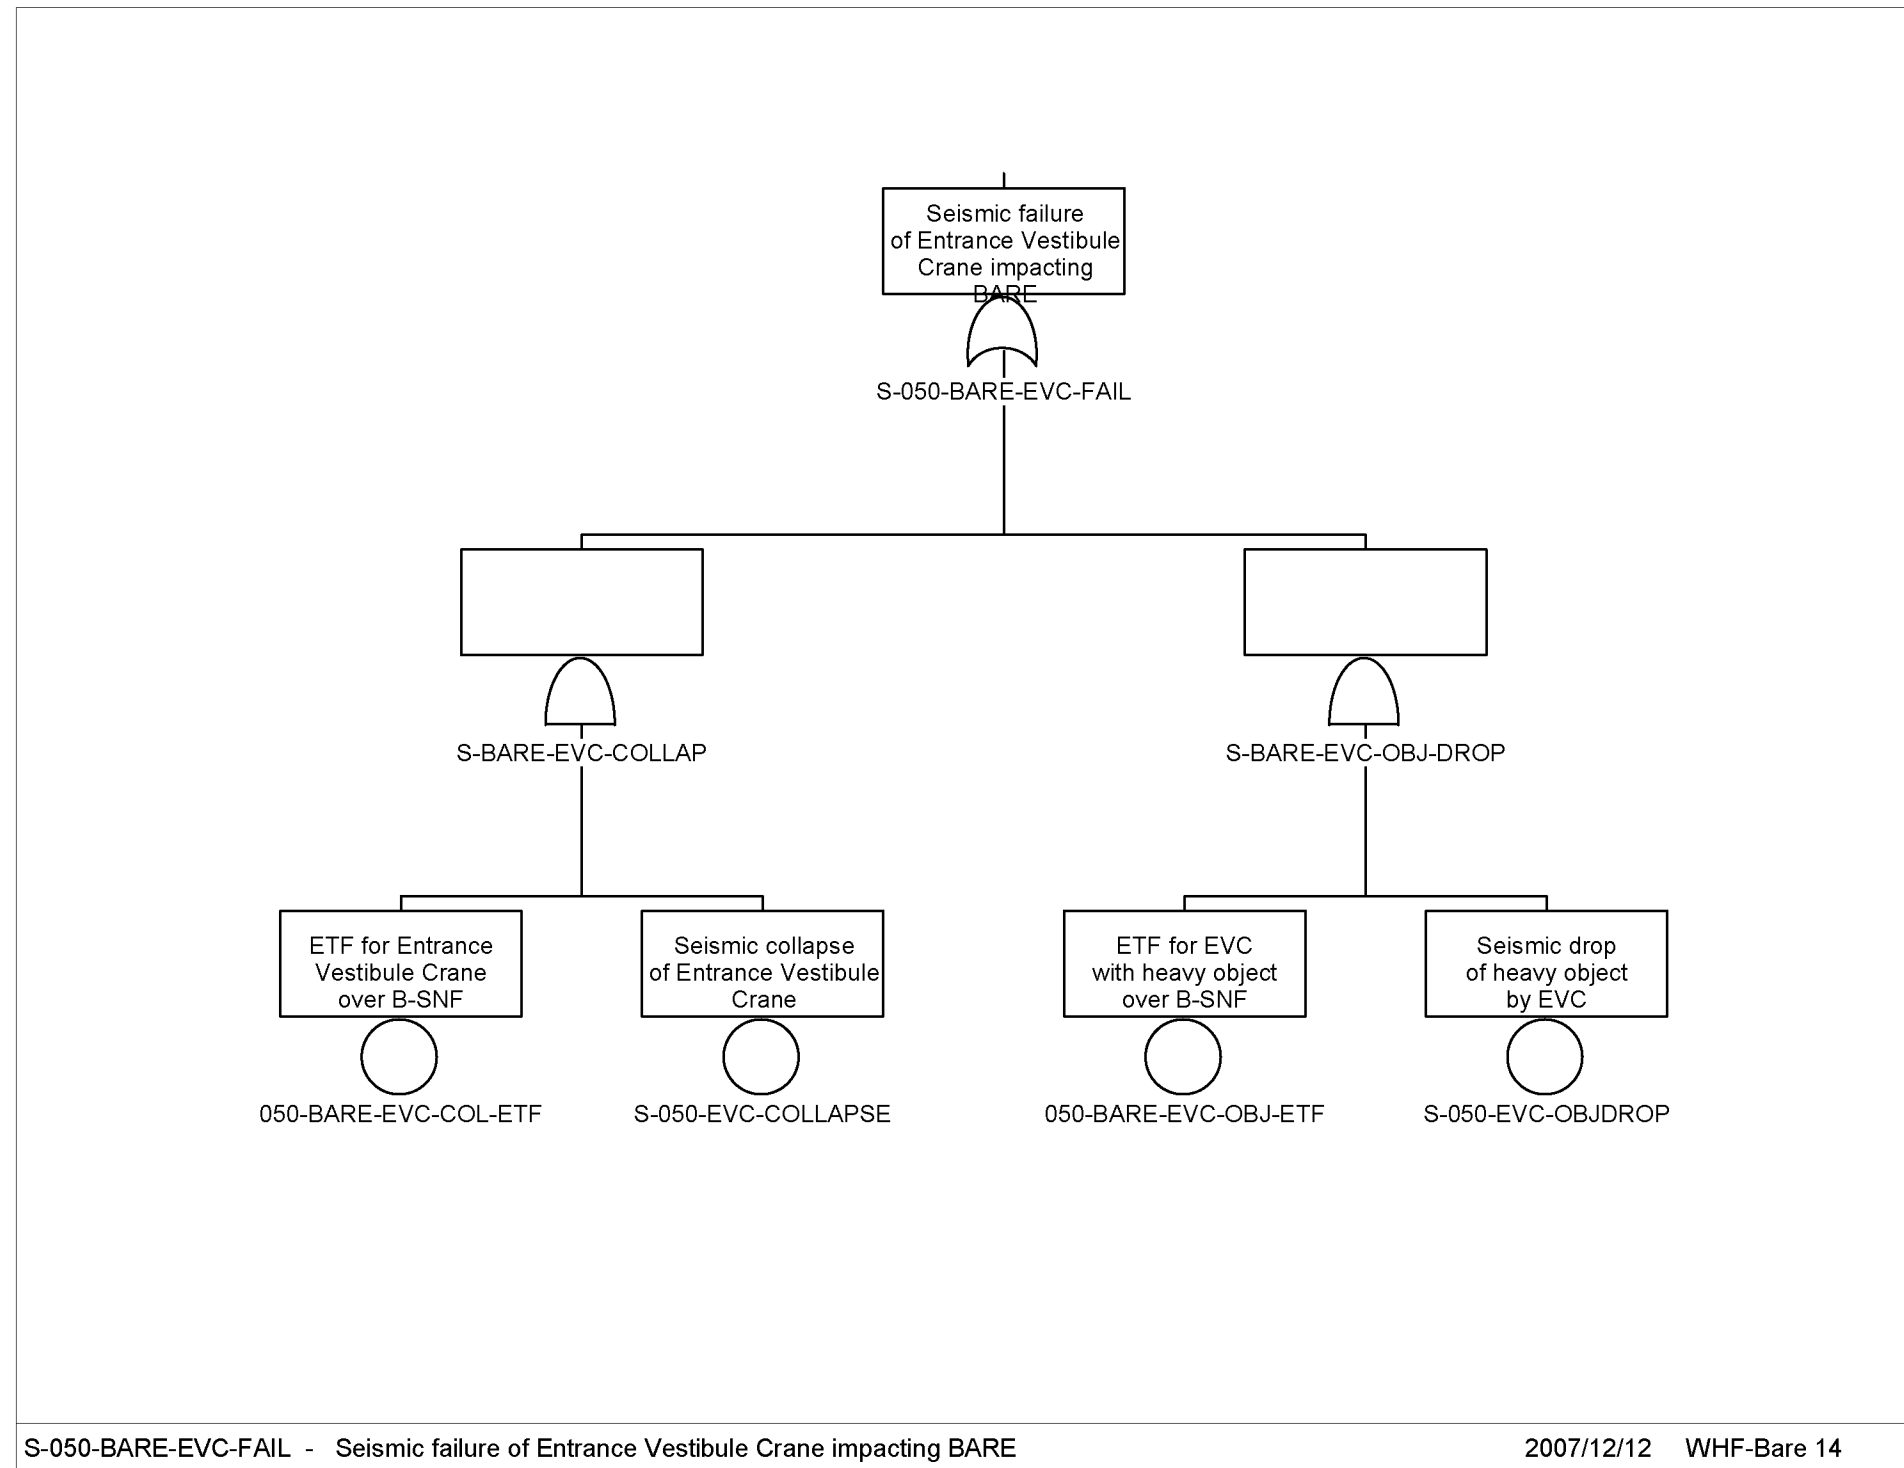 Seismic failure
of Entrance Vestibule
Crane impacting
BARE
S-050-BARE-EVC-FAIL
S-BARE-EVC-COLLAP
S-BARE-EVC-OBJ-DROP
ETF for Entrance
Vestibule Crane
over B-SNF
050-BARE-EVC-COL-ETF
Seismic collapse
of Entrance Vestibule
Crane
S-050-EVC-COLLAPSE
ETF for EVC
with heavy object
over B-SNF
050-BARE-EVC-OBJ-ETF
Seismic drop
of heavy object
by EVC
S-050-EVC-OBJDROP
S-050-BARE-EVC-FAIL - Seismic failure of Entrance Vestibule Crane impacting BARE
2007/12/12 WHF-Bare 14